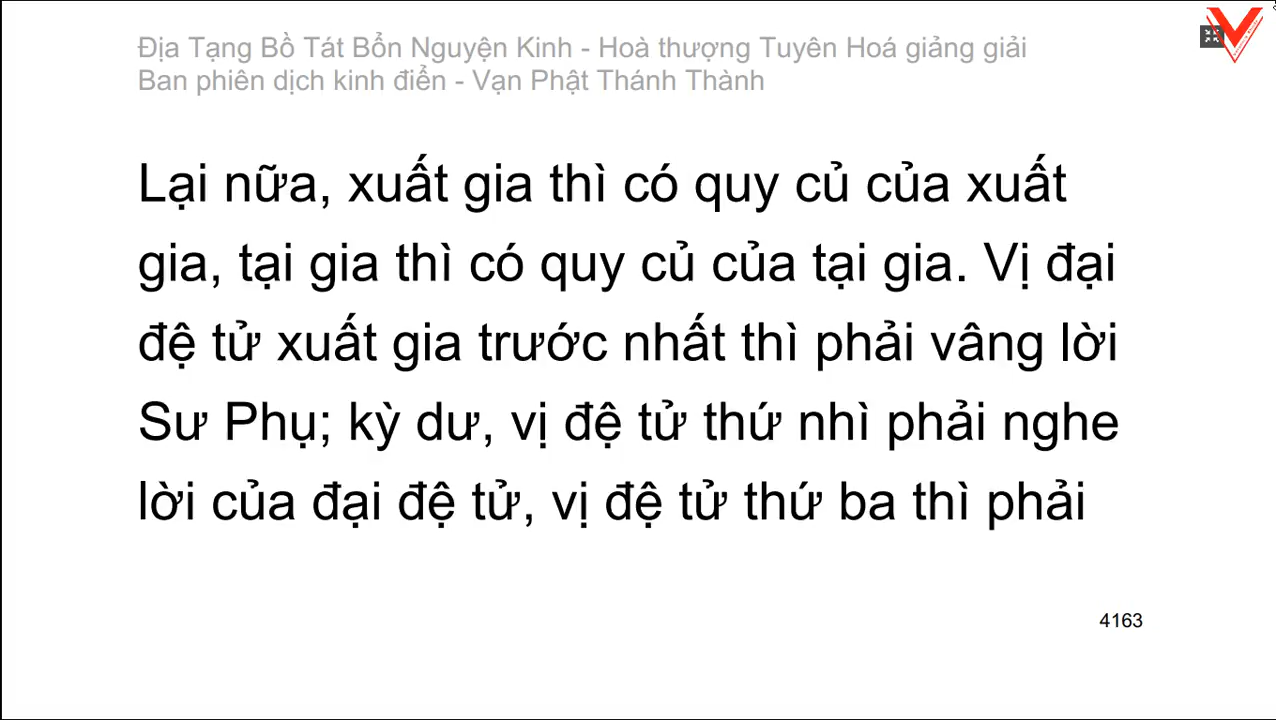 Địa Tạng Bồ Tát Bổn Nguyện Kinh - Hoà thượng Tuyên Hoá giảng giải
Ban phiên dịch kinh điển - Vạn Phật Thánh Thành
Lại nữa, xuất gia thì có quy củ của xuất
gia, tại gia thì có quy củ của tại gia. Vị đại
đệ tử xuất gia trước nhất thì phải vâng lời
Sư Phụ; kỳ dư, vị đệ tử thứ nhì phải nghe
lời của đại đệ tử, vị đệ tử thứ ba thì phải
4163